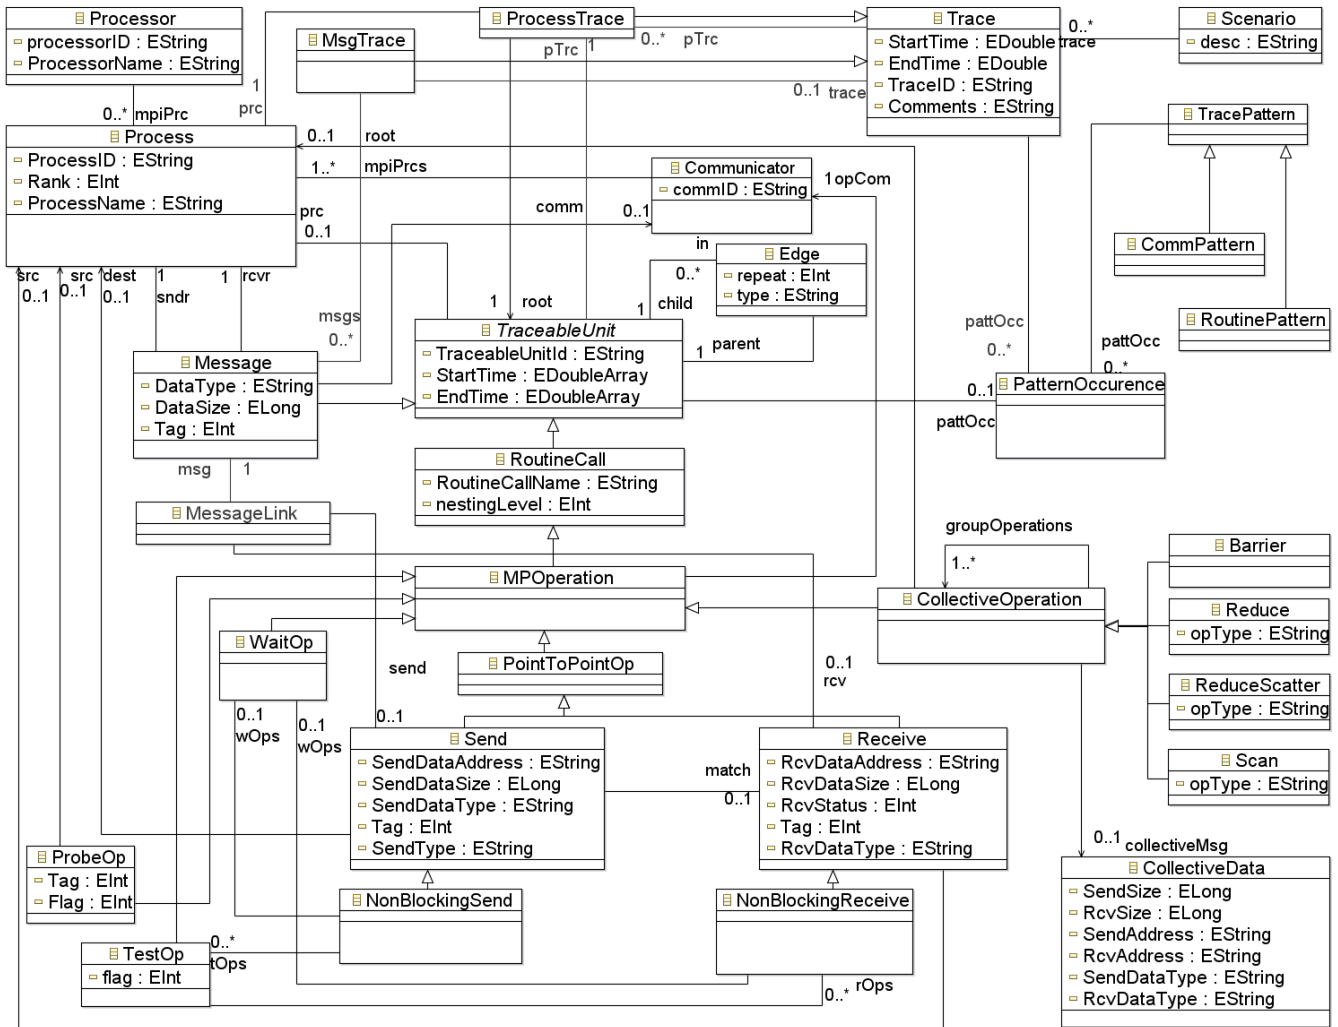 Processor
processorID : EString
ProcessorName : EString
MsgTrace
ProcessTrace
Trace
StartTime : EDouble
EndTime : EDouble
TraceID : EString
Comments : EString
Scenario
desc : EString
0..*
trace
pTrc
1
0..*
pTrc
0..1
trace
1
prc
0..*
mpiPrc
Process
ProcessID : EString
Rank : EInt
ProcessName : EString
0..1
root
1..*
mpiPrcs
Communicator
commID : EString
1opCom
TracePattern
CommPattern
RoutinePattern
comm
0..1
prc
0..1
in
0..*
Edge
repeat : EInt
type : EString
src
0..1
src
0..1
dest
0..1
1
sndr
1
rcvr
1
root
1
child
1
parent
msgs
0..*
TraceableUnit
TraceableUnitId : EString
StartTime : EDoubleArray
EndTime : EDoubleArray
pattOcc
0..*
pattOcc
0..*
0..1
pattOcc
PatternOccurence
Message
DataType : EString
DataSize : ELong
Tag : EInt
msg
1
MessageLink
RoutineCall
RoutineCallName : EString
nestingLevel : EInt
groupOperations
1..*
MPOperation
CollectiveOperation
Barrier
Reduce
opType : EString
ReduceScatter
opType : EString
Scan
opType : EString
WaitOp
PointToPointOp
send
0..1
0..1
rcv
0..1
wOps
0..1
wOps
Send
SendDataAddress : EString
SendDataSize : ELong
SendDataType : EString
Tag : EInt
SendType : EString
match
0..1
Receive
RcvDataAddress : EString
RcvDataSize : ELong
RcvStatus : EInt
Tag : EInt
RcvDataType : EString
0..1
collectiveMsg
CollectiveData
SendSize : ELong
RcvSize : ELong
SendAddress : EString
RcvAddress : EString
SendDataType : EString
RcvDataType : EString
ProbeOp
Tag : EInt
Flag : EInt
NonBlockingSend
NonBlockingReceive
TestOp
flag : EInt
0..*
tOps
0..*
rOps